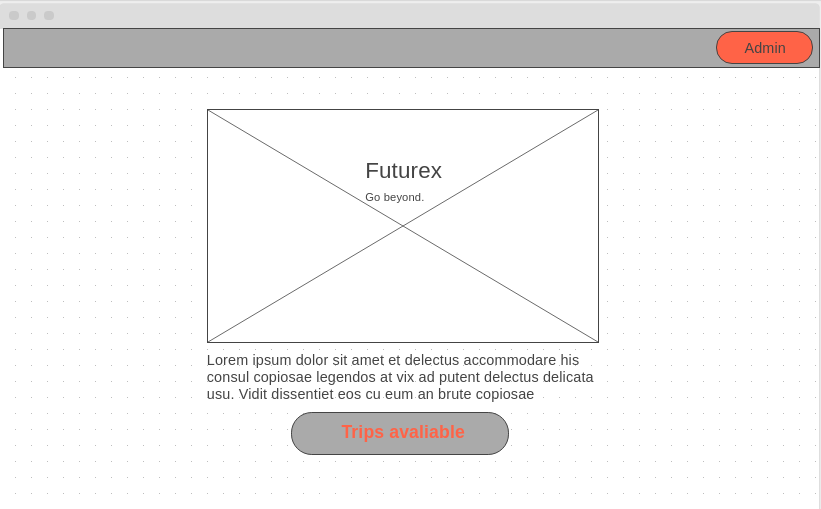 Admin
Futurex
Go beyond.
Lorem ipsum dolor sit amet et delectus accommodare his
consul copiosae legendos at vix ad putent delectus delicata
usu. Vidit dissentiet eos cu eum an brute copiosae
Trips avaliable